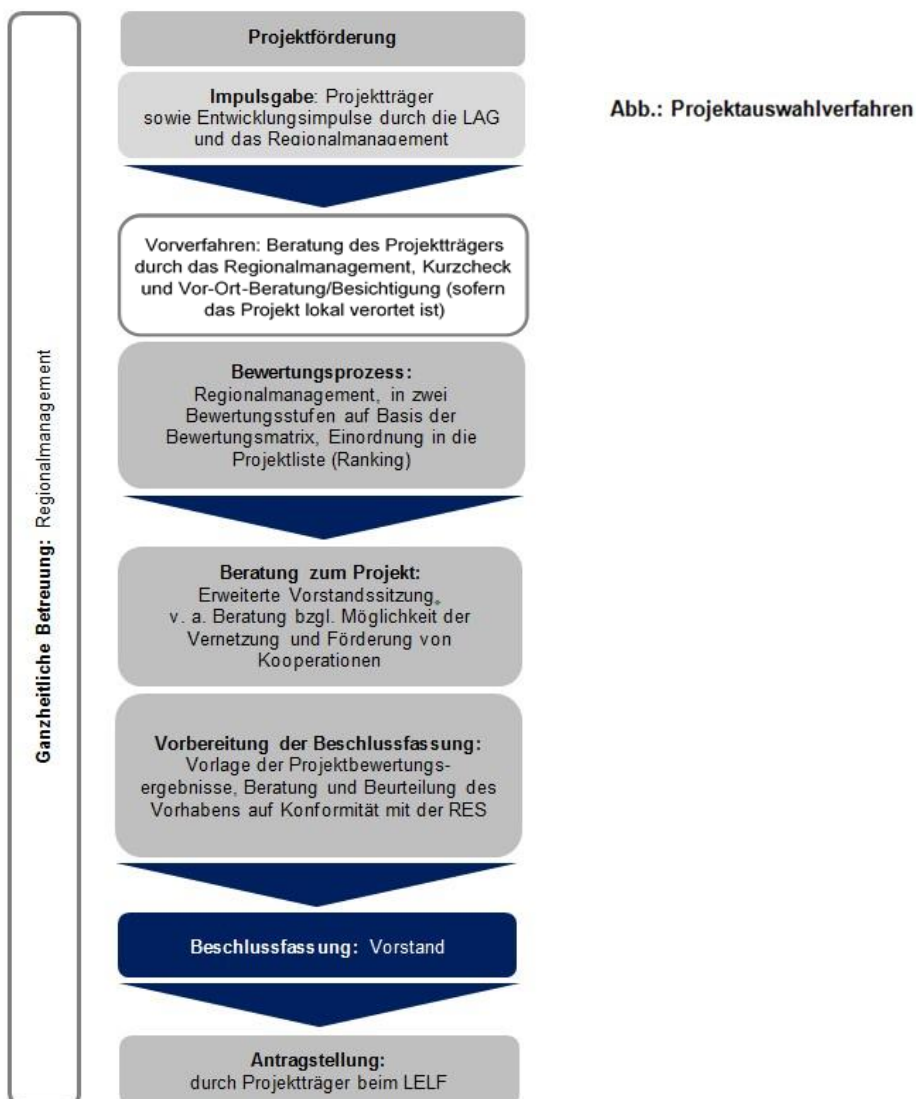 Projektförderung
Impulsgabe: Projektträger
sowie Entwicklungsimpulse durch die LAG
und das Regionalmanagement
Abb.: Projektauswahlverfahren
Vorverfahren: Beratung des Projektträgers
durch das Regionalmanagement, Kurzcheck
und Vor-Ort-Beratung/Besichtigung (sofern
das Projekt lokal verortet ist)
Bewertungsprozess:
Regionalmanagement, in zwei
Bewertungsstufen auf Basis der
Bewertungsmatrix, Einordnung in die
Projektliste (Ranking)
Ganzheitliche Betreuung: Regionalmanagement
Beratung zum Projekt:
Erweiterte Vorstandssitzung,
v. a. Beratung bzgl. Möglichkeit der
Vernetzung und Förderung von
Kooperationen
Vorbereitung der Beschlussfassung:
Vorlage der Projektbewertungs-
ergebnisse, Beratung und Beurteilung des
Vorhabens auf Konformität mit der RES
Beschlussfassung: Vorstand
Antragstellung:
durch Projektträger beim LELF